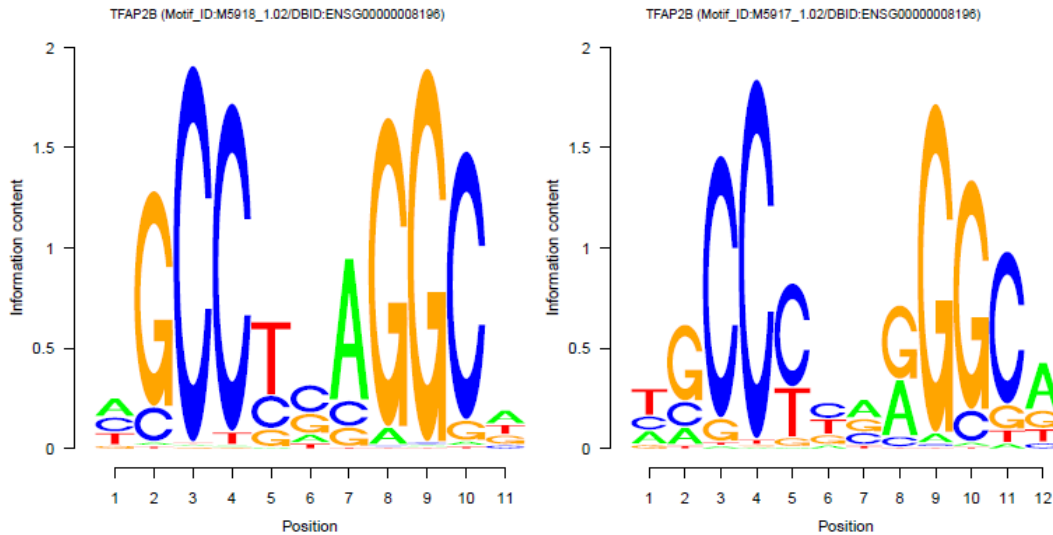 TFAP2B (Motif_ID:M5918_1.02/DBID:ENSG00000008196)
2
1.5
1
0.5
0
Information content
1 2 3 4 5 6 7 8 9 10 11
Position
TFAP2B (Motif_ID:M5917_1.02/DBID:ENSG00000008196)
2
1.5
1
0.5
0
Information content
1 2 3 4 5 6 7 8 9 10 11 12
Position